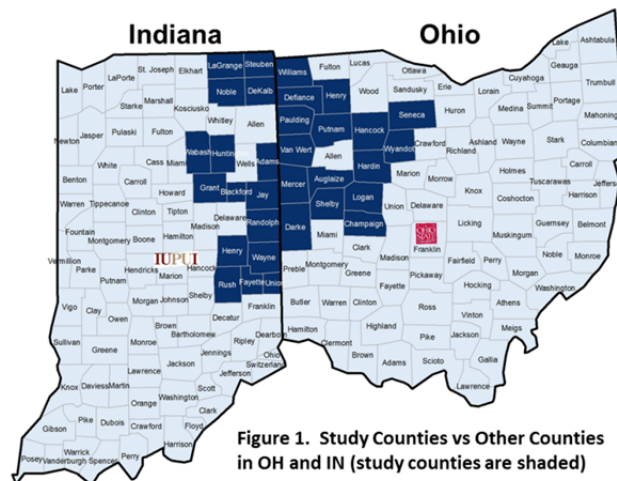 Indiana Ohio
LaGrange Steuben
St. Joseph Elkhart
LaPorte
Lake Porter
Noble DeKalb
Marshall
Starke Kosciusko
Whitley Allen
Newton Jasper Pulaski Fulton
Wabash Huntington Wells Adams
White Cass Miami
Benton Carroll Grant Blackford Jay
Warren Tippecanoe Howard
Clinton Tipton Delaware Randolph
Fountain Montgomery Boone Hamilton Madison
Vermillion IUPUI Henry Wayne
Parke Hendricks Marion Hancock
Putnam Rush Fayette Union
Vigo Clay Morgan Johnson Shelby
Owen Franklin
Brown Decatur
Sullivan Greene Monroe Bartholomew Ripley Dearborn
Jennings Ohio
Lawrence Jackson Jefferson Switzerland
Knox Daviess Martin Washington Scott
Orange Clark
Gibson Pike Dubois Crawford Floyd
Harrison
Posey Vanderburgh Warrick Spencer Perry
Williams Fulton Lucas Ottawa Lake Ashtabula
Geauga
Defiance Henry Wood Sandusky Erie Lorain Cuyahoga Trumbull
Paulding Putnam Hancock Seneca Huron Medina Summit Portage
Mahoning
Van Wert Allen Wyandot Crawford Richland Ashland Wayne Stark Columbiana
Hardin Marion Carroll
Mercer Auglaize Morrow Holmes Tuscarawas Jefferson
Shelby Logan Union Delaware Knox Coshocton Harrison
Darke Champaign OHIO STATE Licking Guernsey Belmont
Miami Clark Franklin Muskingum
Preble Montgomery Madison Fairfield Perry Noble Monroe
Greene Pickaway Morgan
Fayette Hocking Washington
Butler Warren Clinton Ross Athens
Vinton
Hamilton Clermont Highland Pike Jackson Meigs
Brown Adams Scioto Gallia
Lawrence
Figure 1. Study Counties vs Other Counties
in OH and IN (study counties are shaded)